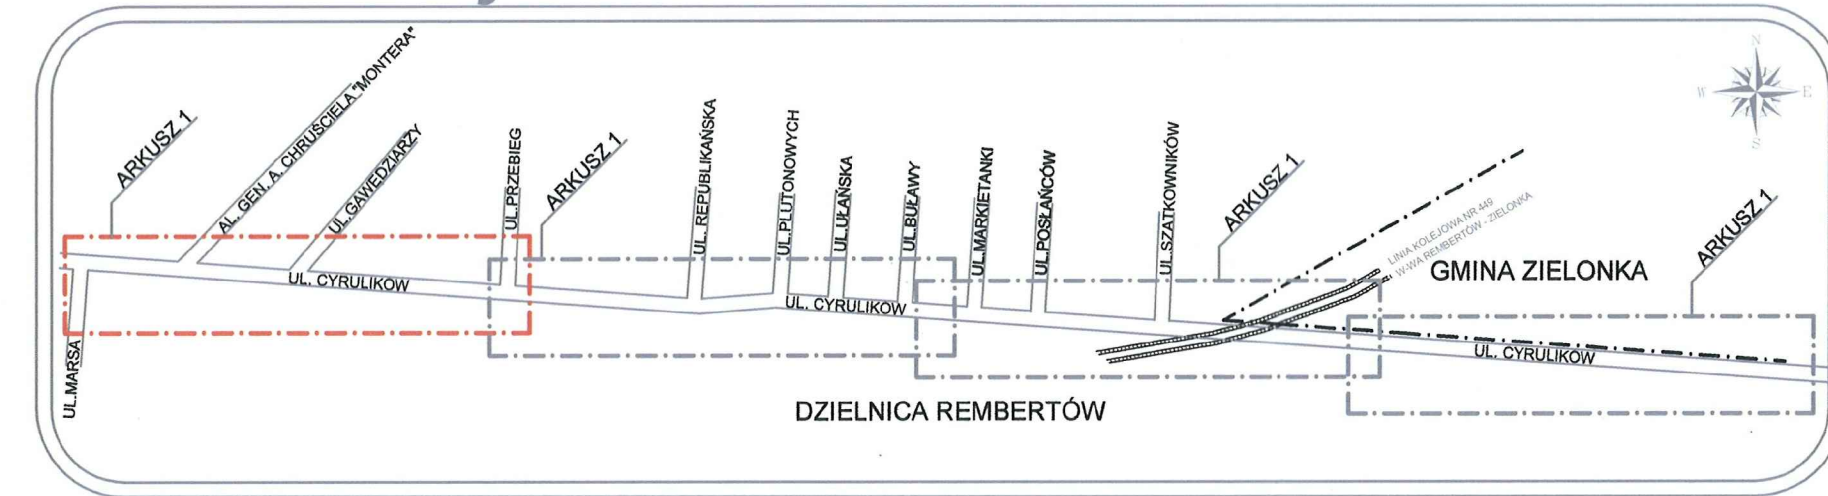 ARKUSZ 1
AL. GEN. A. CHRUŚCIELA "MONTERA"
UL.GAWĘDZIARZY
UL.PRZEBIEG
ARKUSZ 1
UL. REPUBLIKAŃSKA
UL.PLUTONOWYCH
UL.UŁAŃSKA
UL.BUŁAWY
UL.MARKIETANKI
UL.POSŁAŃCÓW
UL.SZATKOWNIKÓW
ARKUSZ 1
LINIA KOLEJOWA NR 449
W-WA REMBERTÓW - ZIELONKA
GMINA ZIELONKA
ARKUSZ 1
N
W
E
S
UL. CYRULIKÓW
UL. CYRULIKÓW
UL. CYRULIKÓW
UL.MARSA
DZIELNICA REMBERTÓW